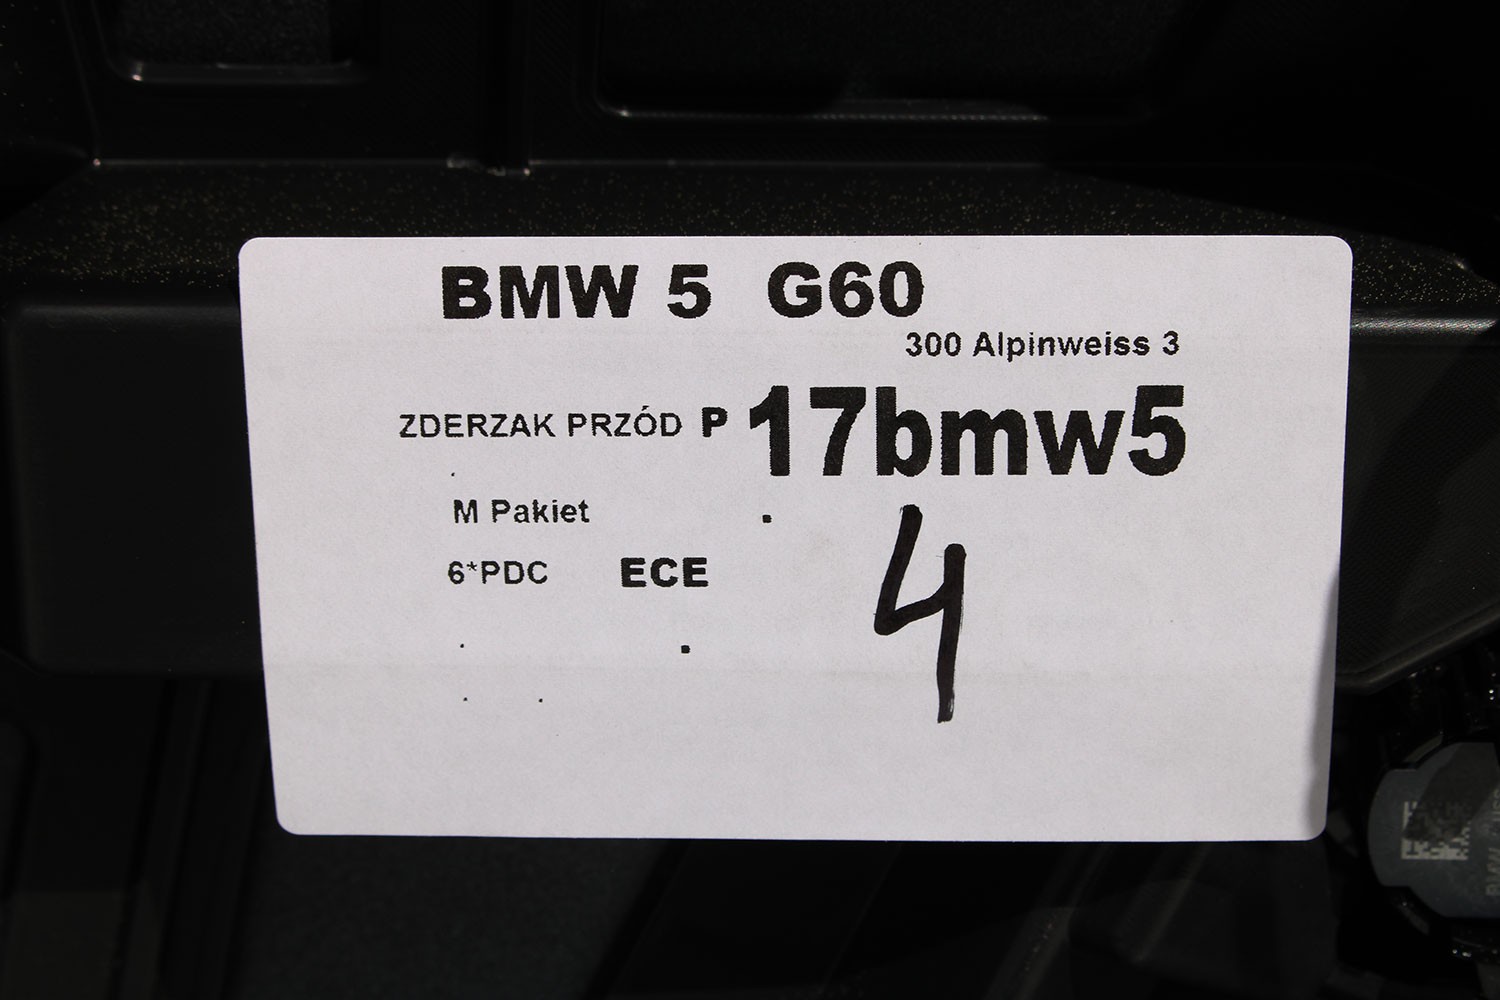 BMW 5 G60
300 Alpinweiss 3
ZDERZAK PRZÓD P 17bmw5
M Pakiet
4
6*PDC ECE